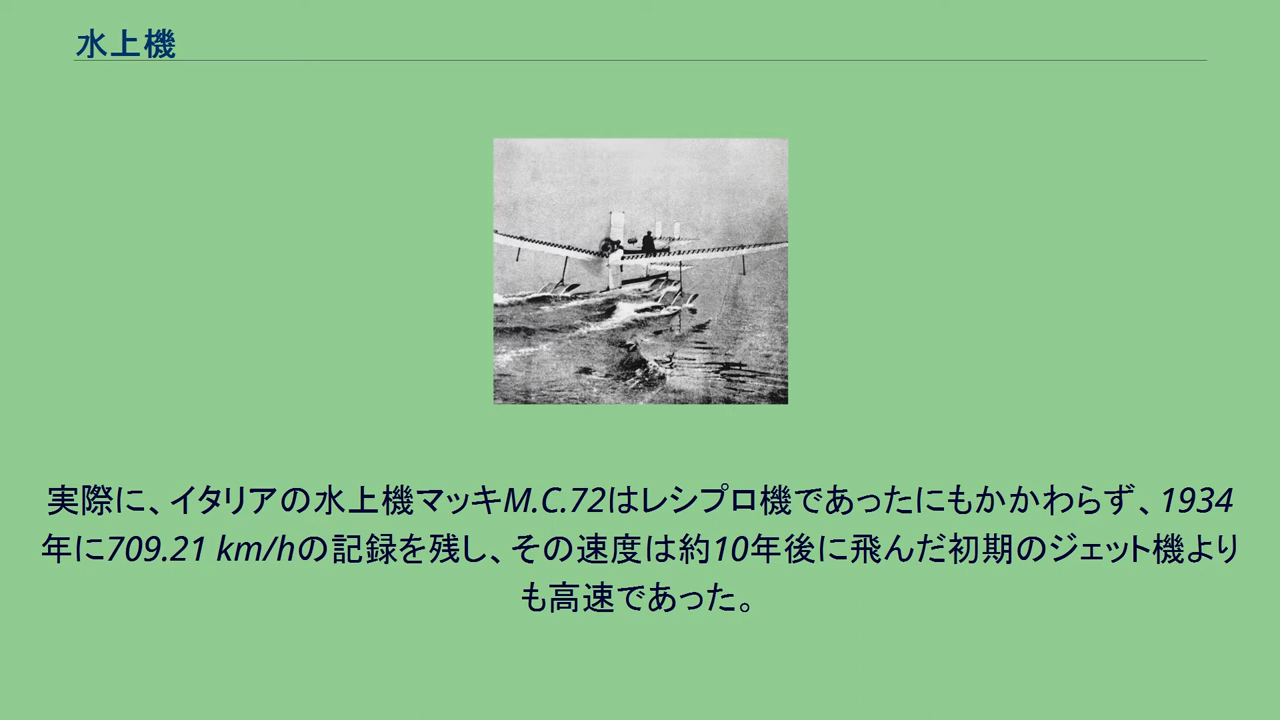 水上機
実際に、イタリアの水上機マッキM.C.72はレシプロ機であったにもかかわらず、1934
年に709.21 km/hの記録を残し、その速度は約10年後に飛んだ初期のジェット機より
も高速であった。